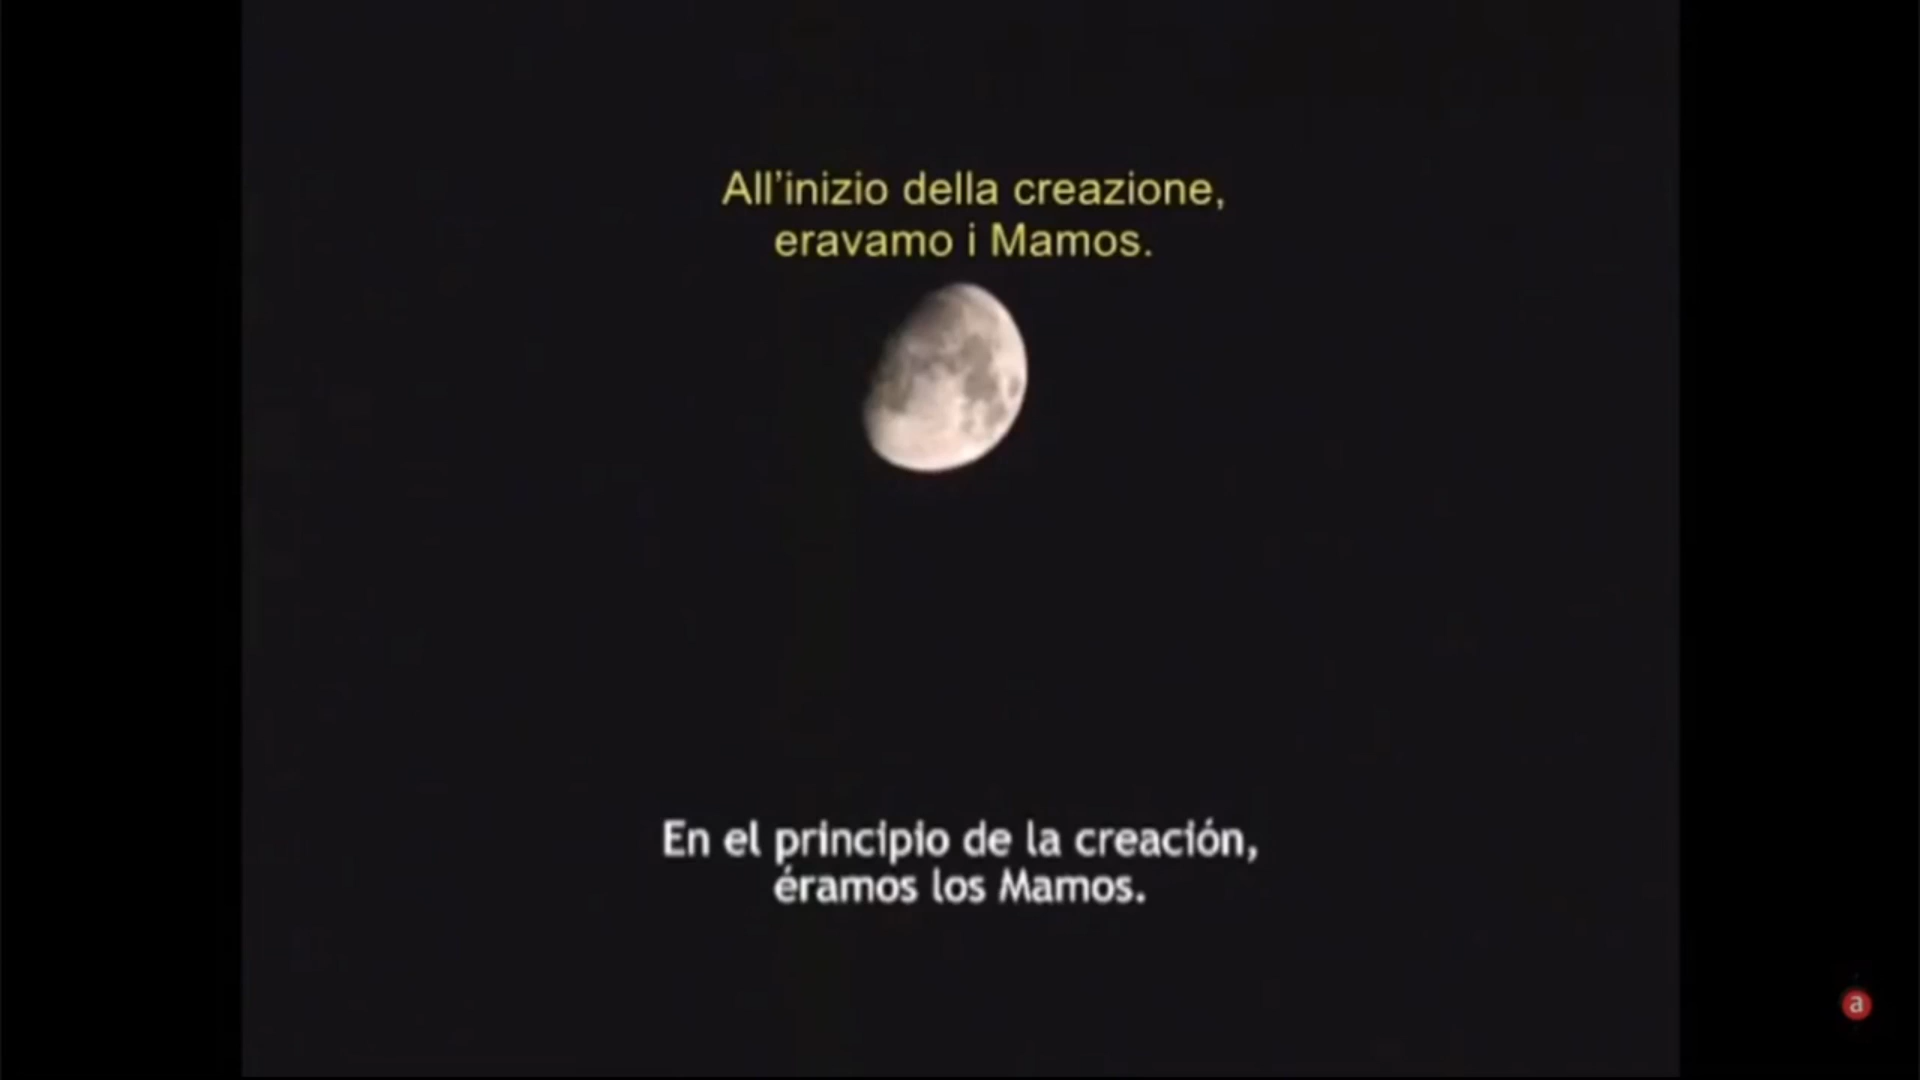 All'inizio della creazione,
eravamo i Mamos.
En el principio de la creación,
éramos los Mamos.
a